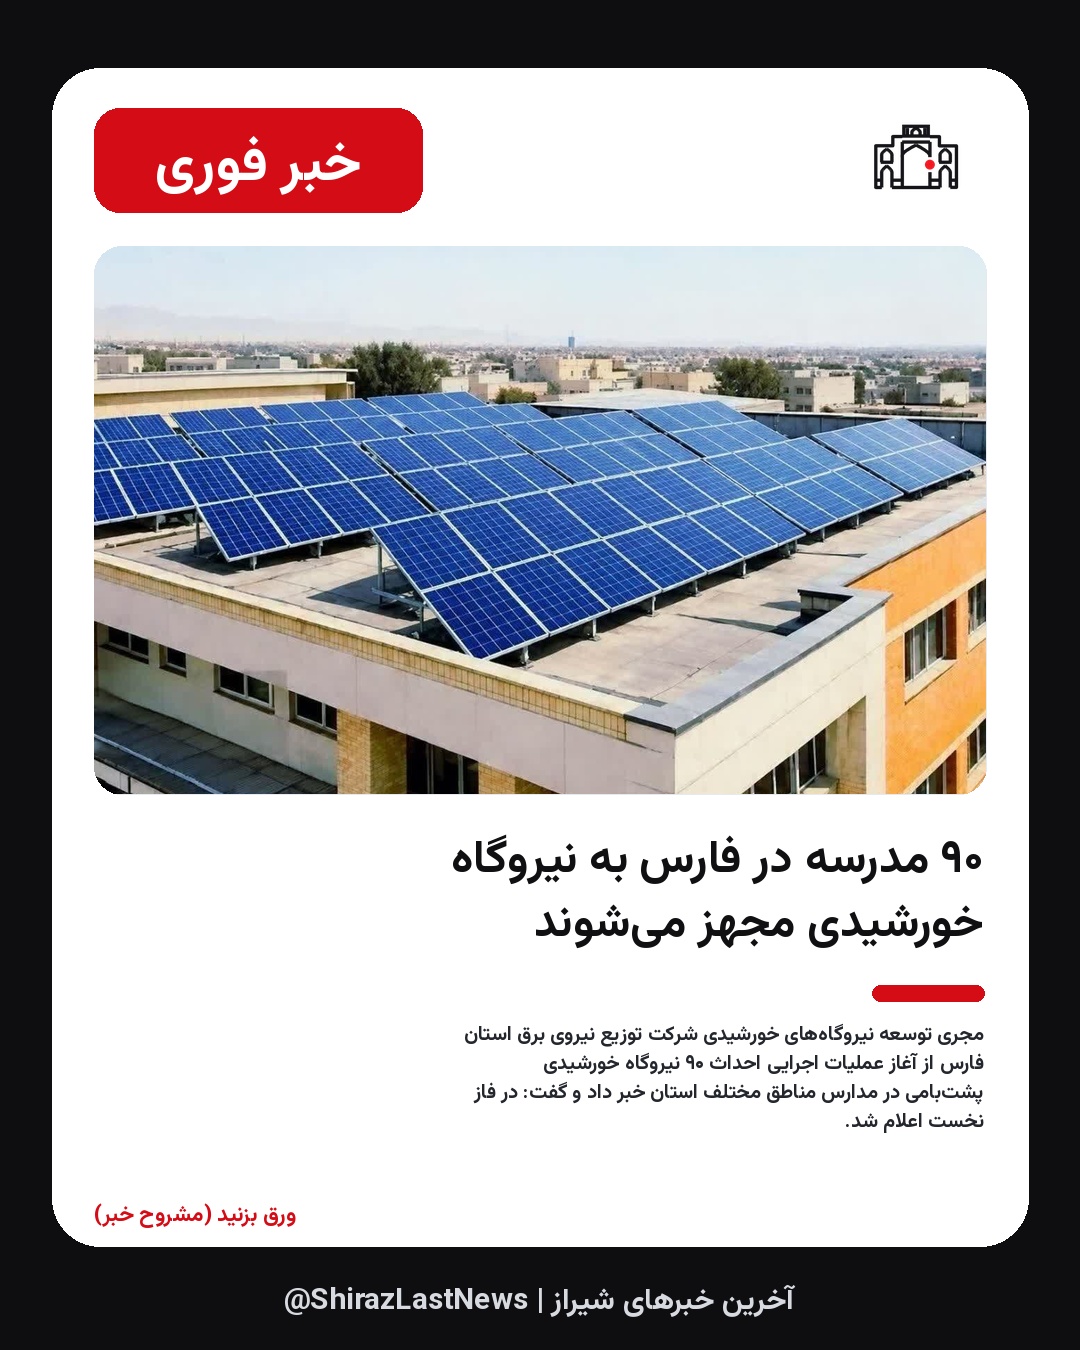 خبر فوری
۹۰ مدرسه در فارس به نیروگاه
خورشیدی مجهز می‌شوند
مجری توسعه نیروگاه‌های خورشیدی شرکت توزیع نیروی برق استان
فارس از آغاز عملیات اجرایی احداث ۹۰ نیروگاه خورشیدی
پشت‌بامی در مدارس مناطق مختلف استان خبر داد و گفت: در فاز
نخست اعلام شد.
ورق بزنید (مشروح خبر)
آخرین خبرهای شیراز | @ShirazLastNews